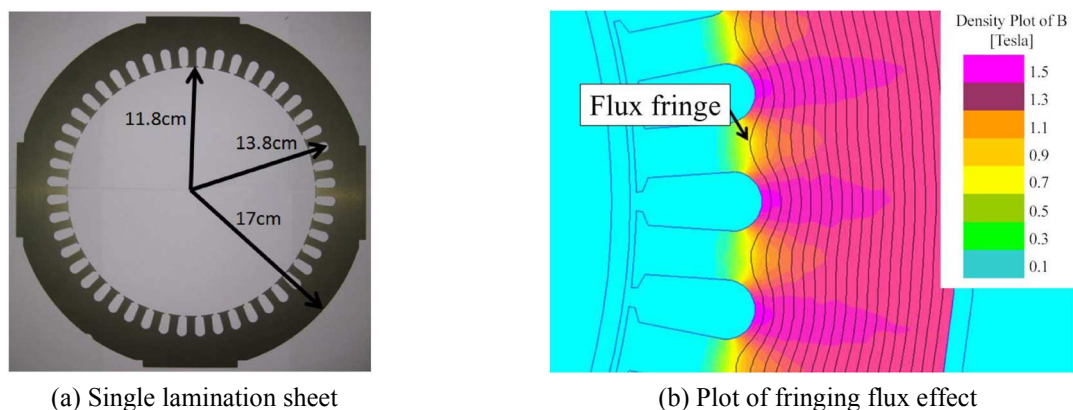 11.8cm
13.8cm
17cm
(a) Single lamination sheet
Flux fringe
Density Plot of B
[Tesla]
1.5
1.3
1.1
0.9
0.7
0.5
0.3
0.1
(b) Plot of fringing flux effect